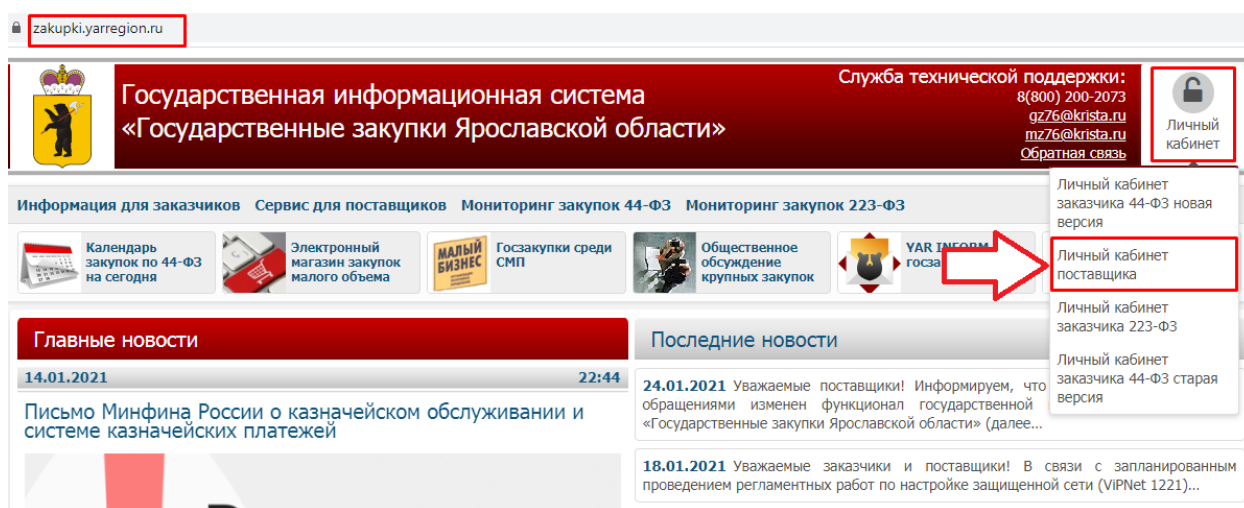 zakupki.yarregion.ru
Государственная информационная система
«Государственные закупки Ярославской области»
Служба технической поддержки:
8(800) 200-2073
gz76@krista.ru
mz76@krista.ru
Обратная связь
Личный
кабинет
Личный кабинет
заказчика 44-ФЗ новая
версия
Личный кабинет
поставщика
Личный кабинет
заказчика 223-ФЗ
Личный кабинет
заказчика 44-ФЗ старая
версия
Информация для заказчиков Сервис для поставщиков Мониторинг закупок 44-ФЗ Мониторинг закупок 223-ФЗ
Календарь
закупок по 44-ФЗ
на сегодня
Электронный
магазин закупок
малого объема
МАЛЫЙ
БИЗНЕС
Госзакупки среди
СМП
Общественное
обсуждение
крупных закупок
YAR INFORM
госза
Главные новости
14.01.2021 22:44
Письмо Минфина России о казначейском обслуживании и
системе казначейских платежей
Последние новости
24.01.2021 Уважаемые поставщики! Информируем, что
обращениями изменен функционал государственной
«Государственные закупки Ярославской области» (далее...
18.01.2021 Уважаемые заказчики и поставщики! В связи с запланированным
проведением регламентных работ по настройке защищенной сети (ViPNet 1221)...